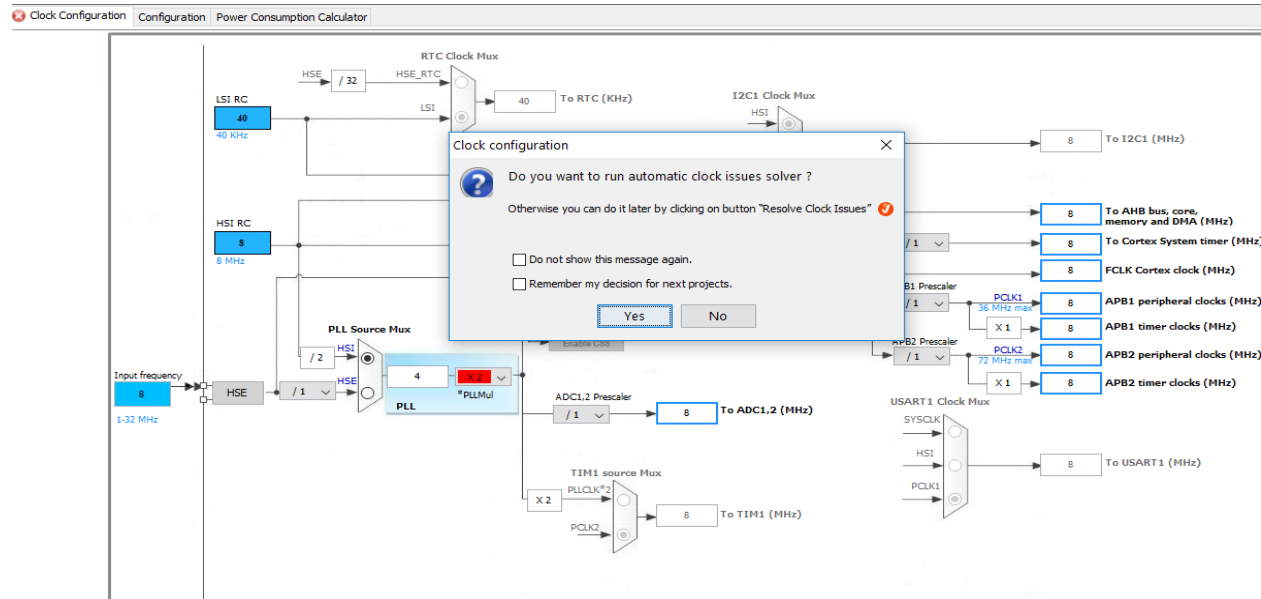 Clock Configuration
Configuration
Power Consumption Calculator
RTC Clock Mux
HSE
/ 32
HSE_RTC
LSI RC
40
40 KHz
LSI
40
To RTC (KHz)
I2C1 Clock Mux
HSI
8
To I2C1 (MHz)
Clock configuration
Do you want to run automatic clock issues solver ?
Otherwise you can do it later by clicking on button "Resolve Clock Issues"
Do not show this message again.
Remember my decision for next projects.
Yes
No
HSI RC
8
8 MHz
8
To AHB bus, core,
memory and DMA (MHz)
/ 1
8
To Cortex System timer (MHz
8
FCLK Cortex clock (MHz)
B1 Prescaler
/ 1
PCLK1
36 MHz max
8
APB1 peripheral clocks (MHz)
X 1
8
APB1 timer clocks (MHz)
PLL Source Mux
/ 2
HSI
Enable CSS
APB2 Prescaler
/ 1
PCLK2
72 MHz max
8
APB2 peripheral clocks (MHz)
X 1
8
APB2 timer clocks (MHz)
Input frequency
8
1-32 MHz
HSE
/ 1
HSE
4
X 2
*PLLMul
PLL
ADC1,2 Prescaler
/ 1
8
To ADC1,2 (MHz)
USART1 Clock Mux
SYSCLK
HSI
PCLK1
8
To USART1 (MHz)
TIM1 source Mux
X 2
PLLCLK*2
PCLK2
8
To TIM1 (MHz)